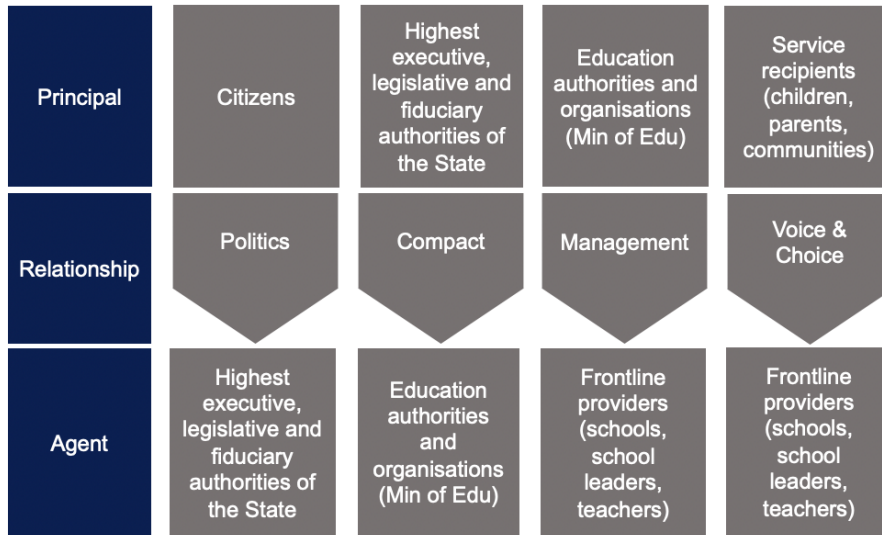 Principal
Citizens
Highest
executive,
legislative and
fiduciary
authorities of
the State
Education
authorities and
organisations
(Min of Edu)
Service
recipients
(children,
parents,
communities)
Relationship
Politics
Compact
Management
Voice &
Choice
Agent
Highest
executive,
legislative and
fiduciary
authorities of
the State
Education
authorities
and
organisations
(Min of Edu)
Frontline
providers
(schools,
school
leaders,
teachers)
Frontline
providers
(schools,
school
leaders,
teachers)